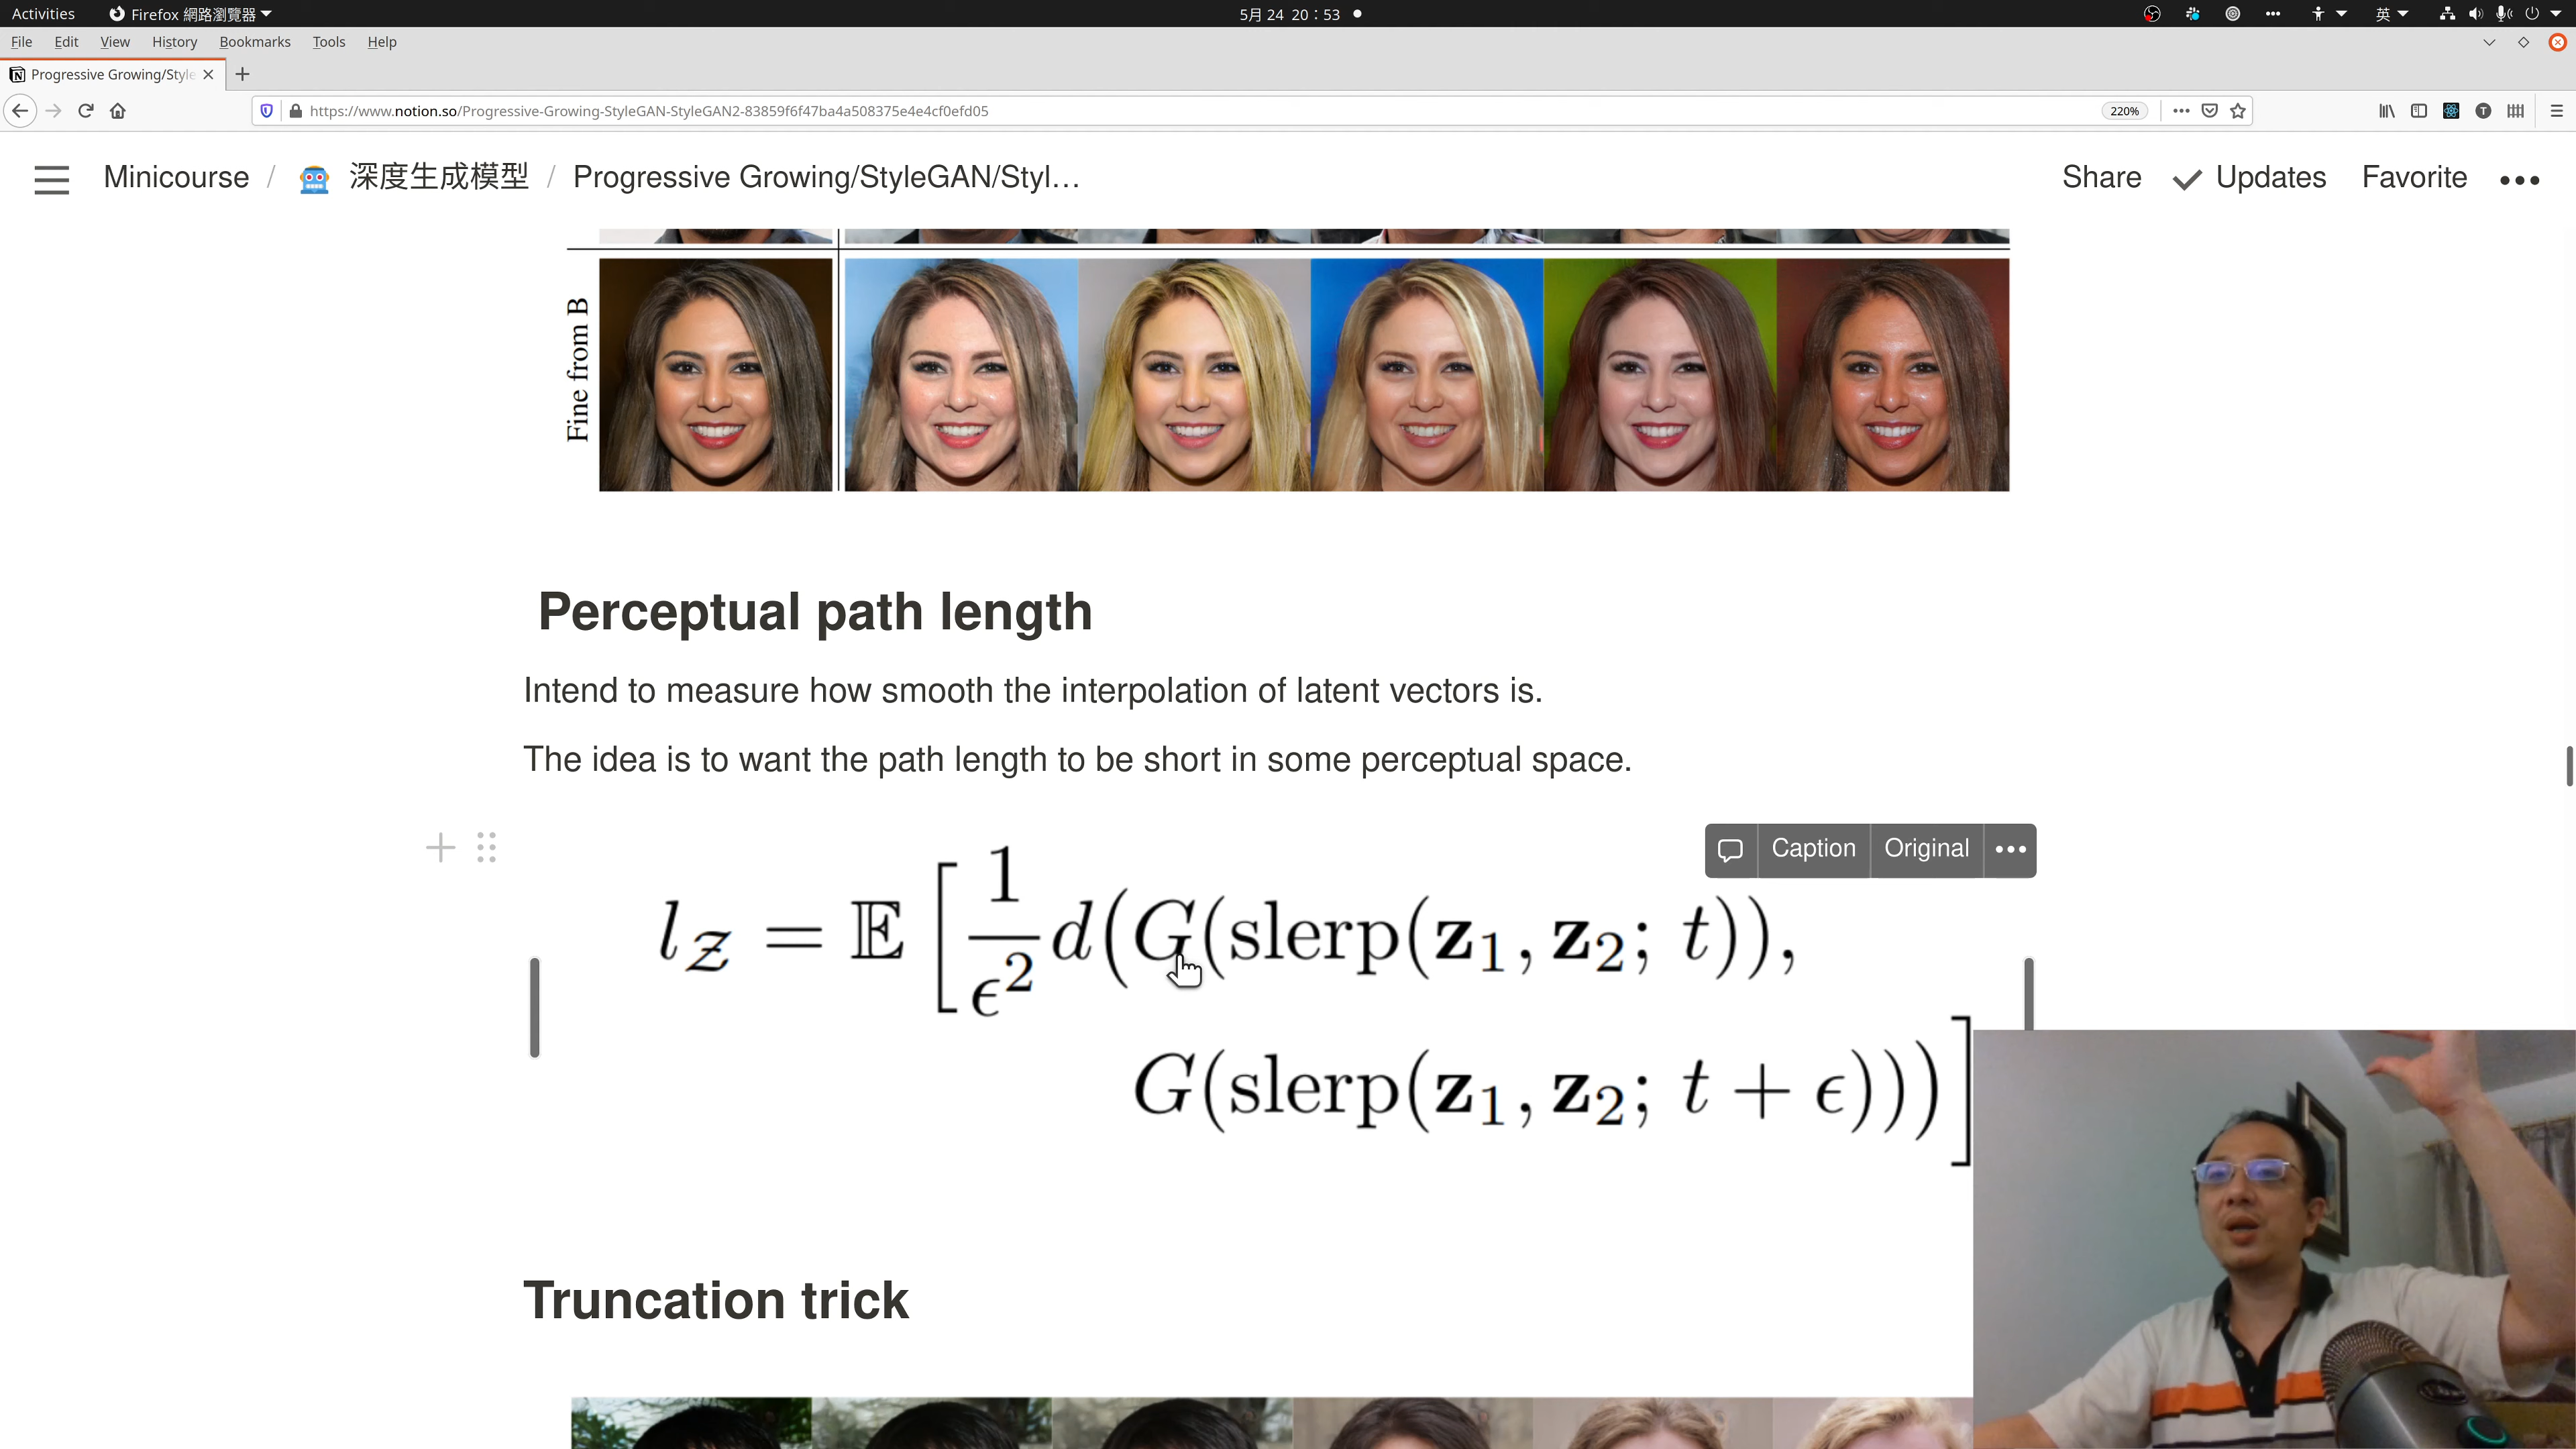 Activities Firefox 網路瀏覽器 5月 24 20：53 英
File Edit View History Bookmarks Tools Help
Progressive Growing/Style
https://www.notion.so/Progressive-Growing-StyleGAN-StyleGAN2-83859f6f47ba4a508375e4e4cf0efd05 220%
Minicourse / 深度生成模型 / Progressive Growing/StyleGAN/Styl… Share Updates Favorite
Fine from B
Perceptual path length
Intend to measure how smooth the interpolation of latent vectors is.
The idea is to want the path length to be short in some perceptual space.
Caption Original
l_𝒵 = 𝔼 [ 1/ϵ² d(G(slerp(z₁, z₂; t)),
G(slerp(z₁, z₂; t + ϵ))) ]
Truncation trick